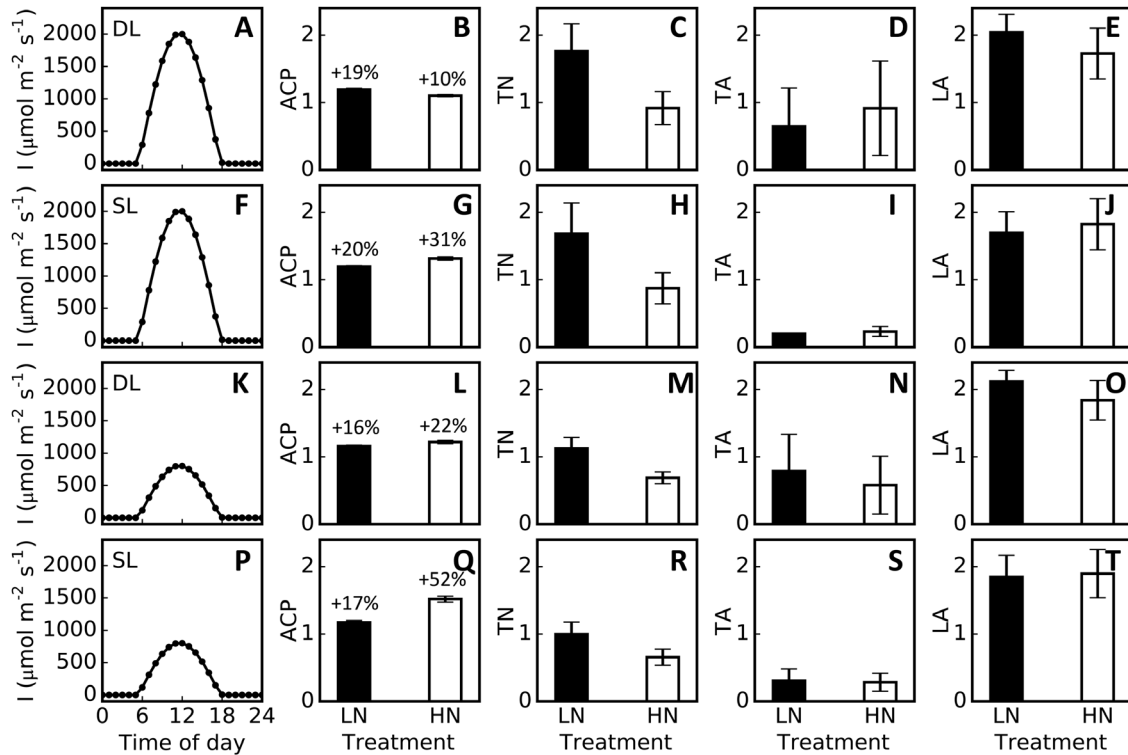 2000
1500
1000
500
0
I (μmol m⁻² s⁻¹)
DL
A
0
6
12
18
24
2
1
0
ACP
+19%
+10%
B
2
1
0
TN
C
2
1
0
TA
D
2
1
0
LA
E
2000
1500
1000
500
0
I (μmol m⁻² s⁻¹)
SL
F
2
1
0
ACP
+20%
+31%
G
2
1
0
TN
H
2
1
0
TA
I
2
1
0
LA
J
2000
1500
1000
500
0
I (μmol m⁻² s⁻¹)
DL
K
2
1
0
ACP
+16%
+22%
L
2
1
0
TN
M
2
1
0
TA
N
2
1
0
LA
O
2000
1500
1000
500
0
I (μmol m⁻² s⁻¹)
SL
P
0 6 12 18 24
Time of day
2
1
0
ACP
+17%
+52%
Q
LN HN
Treatment
2
1
0
TN
R
LN HN
Treatment
2
1
0
TA
S
LN HN
Treatment
2
1
0
LA
T
LN HN
Treatment